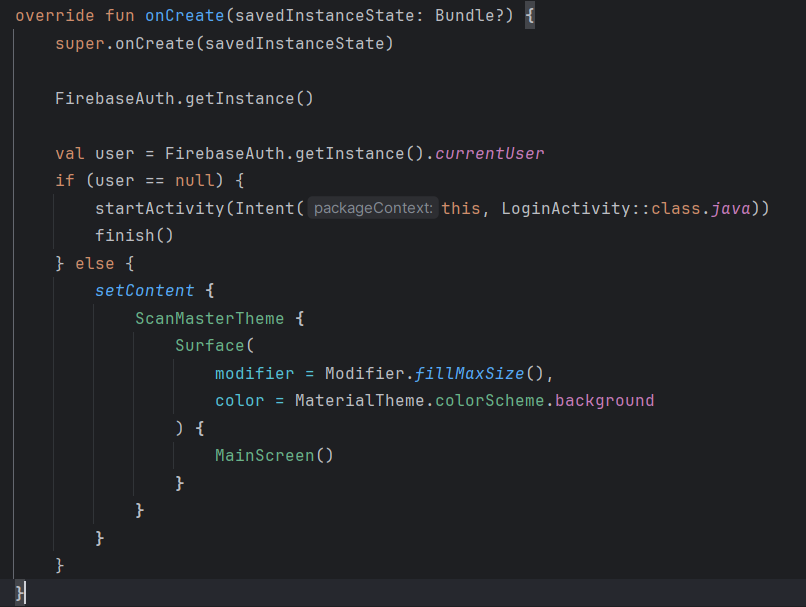 override fun onCreate(savedInstanceState: Bundle?) {
    super.onCreate(savedInstanceState)

    FirebaseAuth.getInstance()

    val user = FirebaseAuth.getInstance().currentUser
    if (user == null) {
        startActivity(Intent( packageContext: this, LoginActivity::class.java))
        finish()
    } else {
        setContent {
            ScanMasterTheme {
                Surface(
                    modifier = Modifier.fillMaxSize(),
                    color = MaterialTheme.colorScheme.background
                ) {
                    MainScreen()
                }
            }
        }
    }
}